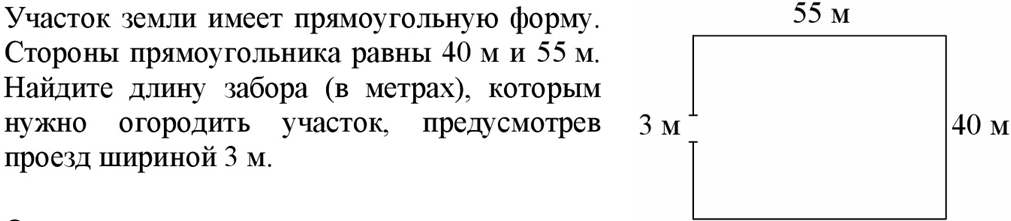 Участок земли имеет прямоугольную форму.
Стороны прямоугольника равны 40 м и 55 м.
Найдите длину забора (в метрах), которым
нужно огородить участок, предусмотрев
проезд шириной 3 м.
55 м
3 м
40 м